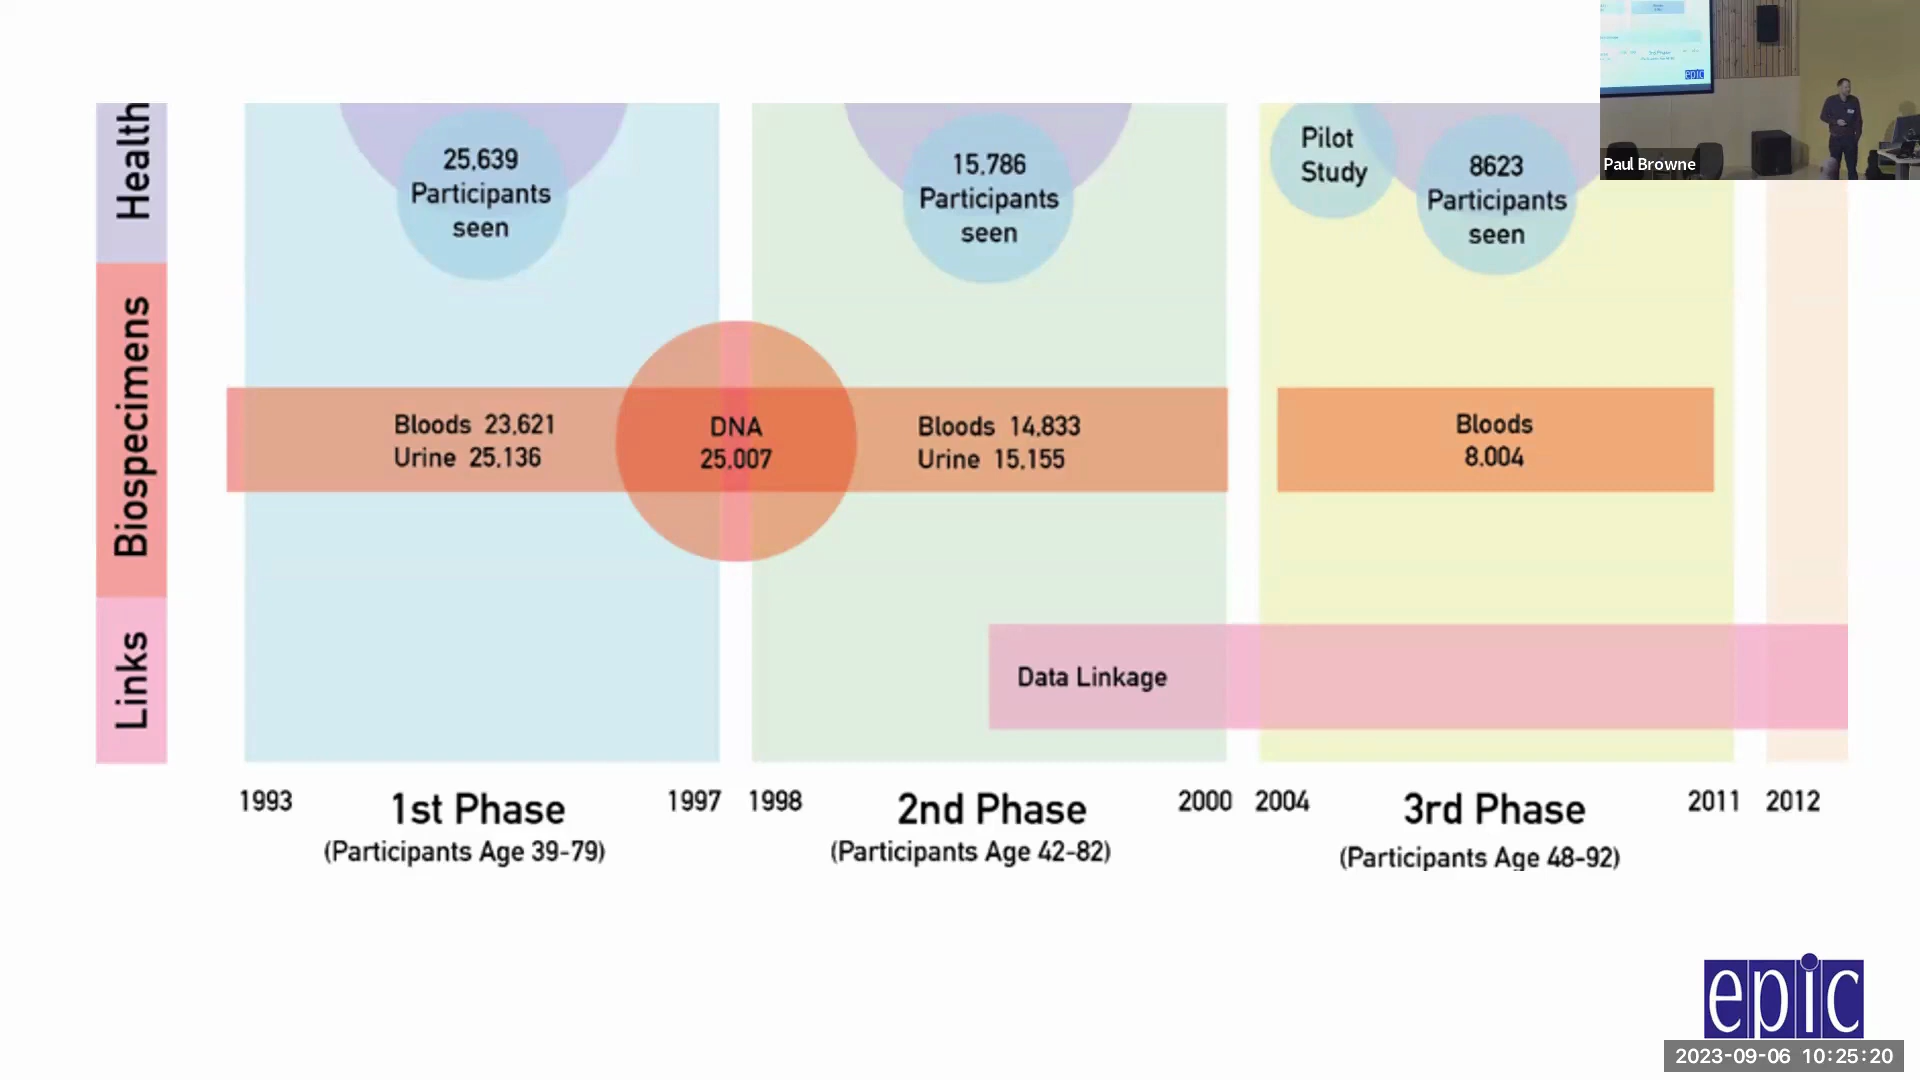 Health
Biospecimens
Links
25,639
Participants
seen
15,786
Participants
seen
Pilot
Study
8623
Participants
seen
Paul Browne
Bloods 23,621
Urine 25,136
DNA
25,007
Bloods 14,833
Urine 15,155
Bloods
8,004
Data Linkage
1993
1st Phase
(Participants Age 39-79)
1997
1998
2nd Phase
(Participants Age 42-82)
2000
2004
3rd Phase
(Participants Age 48-92)
2011
2012
epic
epic
2023-09-06 10:25:20